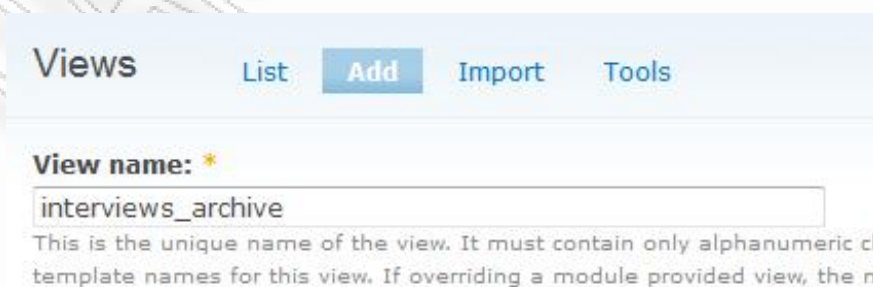 Views List Add Import Tools
View name: *
interviews_archive
This is the unique name of the view. It must contain only alphanumeric
template names for this view. If overriding a module provided view, the